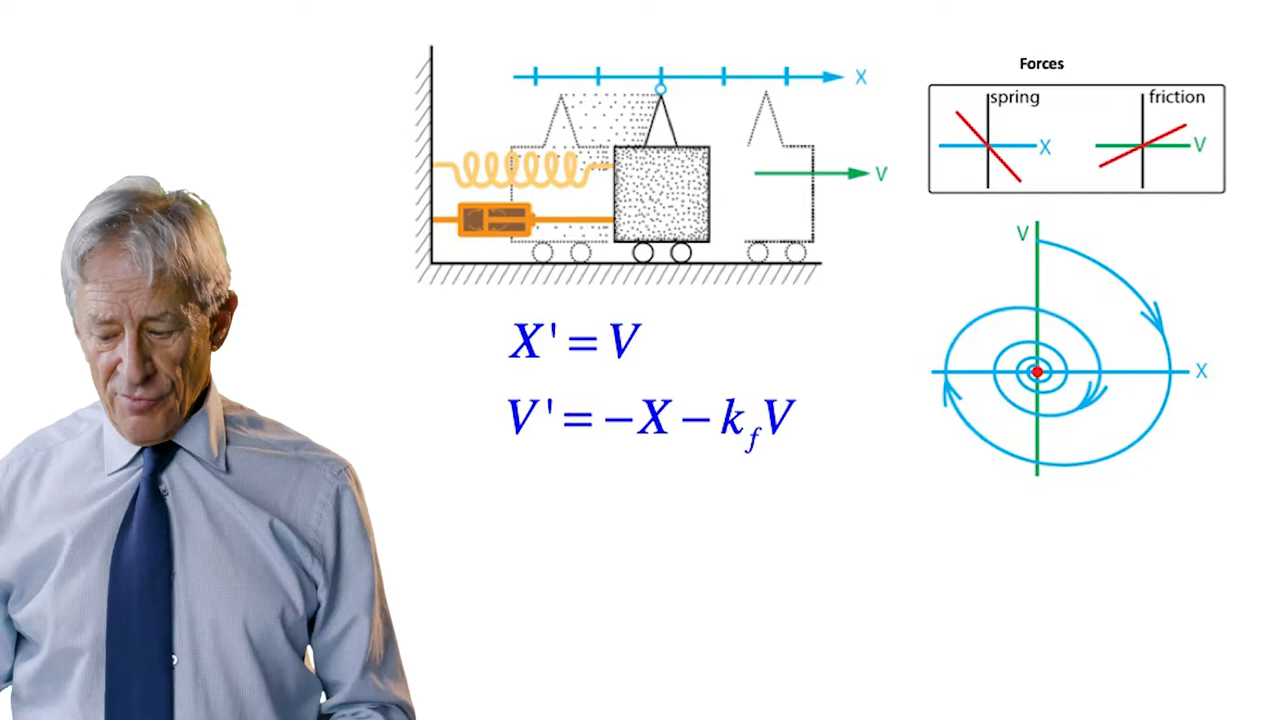 Forces
spring
friction
X
X
V
V
V
X
X' = V
V' = −X − k_f V